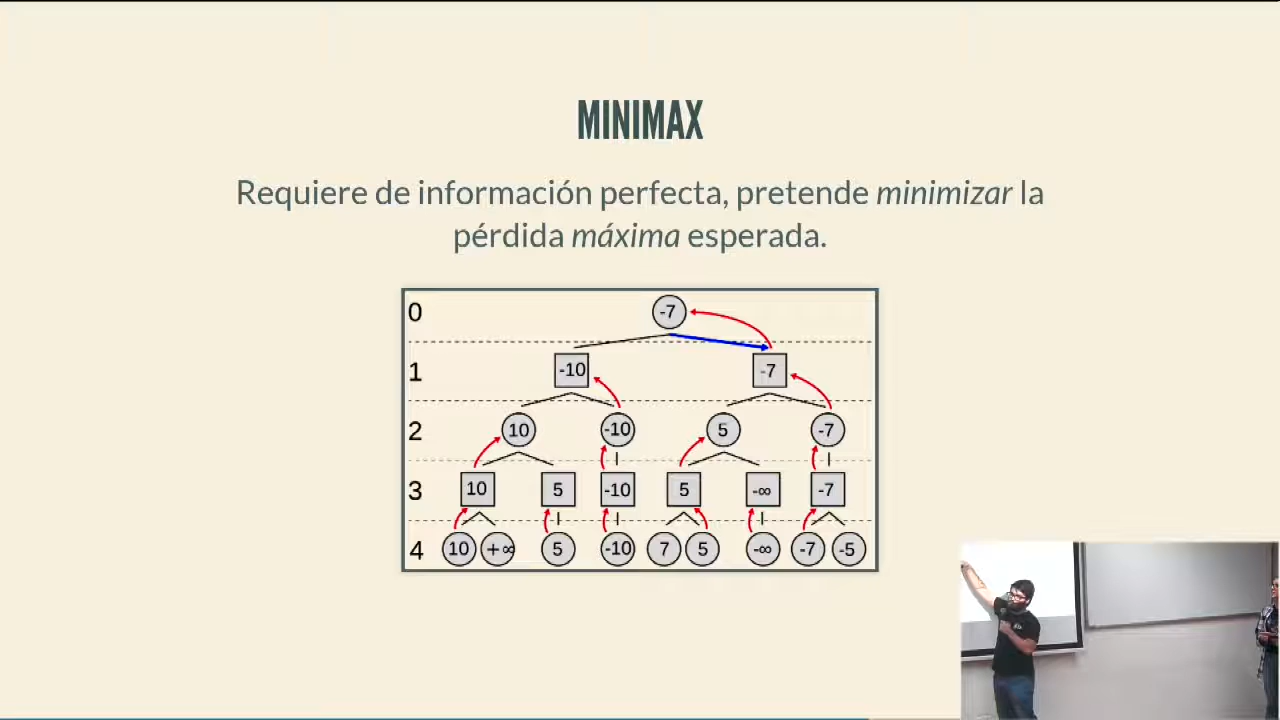 MINIMAX
Requiere de información perfecta, pretende minimizar la
pérdida máxima esperada.
0 -7
1 -10 -7
2 10 -10 5 -7
3 10 5 -10 5 -∞ -7
4 10 +∞ 5 -10 7 5 -∞ -7 -5